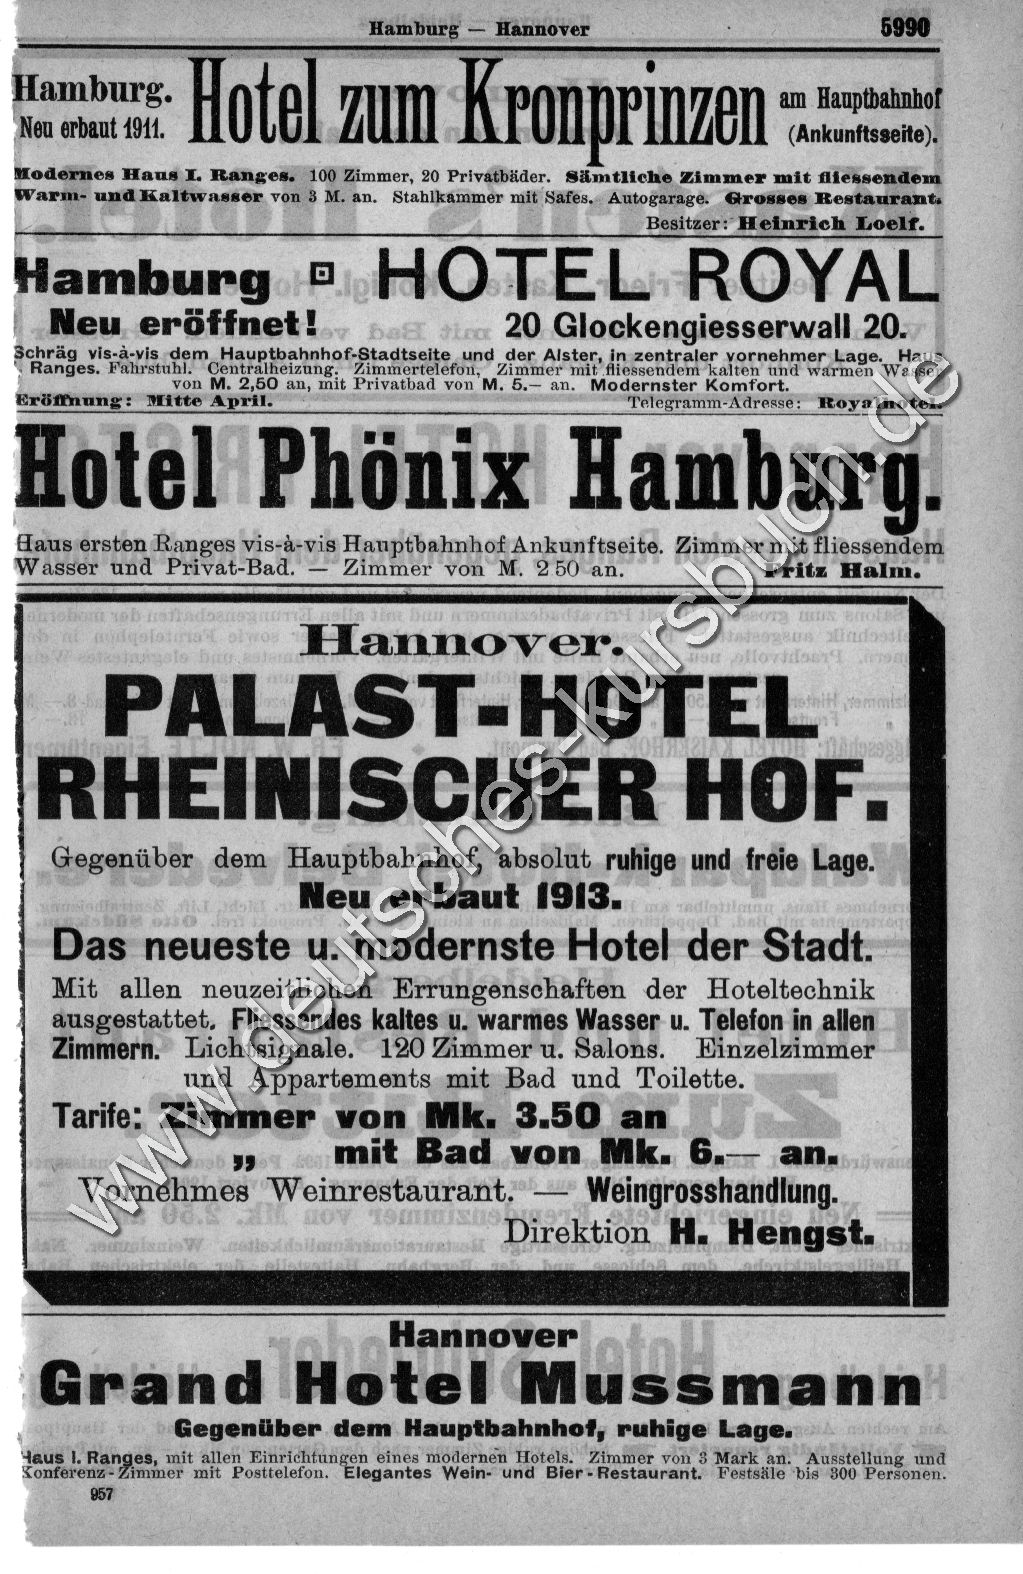 Hamburg — Hannover 5990
Hamburg. Hotel zum Kronprinzen am Hauptbahnhof
Neu erbaut 1911. (Ankunftsseite).
Modernes Haus I. Ranges. 100 Zimmer, 20 Privatbäder. Sämtliche Zimmer mit fliessendem
Warm- und Kaltwasser von 3 M. an. Stahlkammer mit Safes. Autogarage. Grosses Restaurant.
Besitzer: Heinrich Loelf.
Hamburg HOTEL ROYAL
Neu eröffnet! 20 Glockengiesserwall 20.
Schräg vis-à-vis dem Hauptbahnhof-Stadtseite und der Alster, in zentraler vornehmer Lage. Haus
Ranges. Fahrstuhl. Centralheizung. Zimmertelefon, Zimmer mit fliessendem kalten und warmen Wasser
von M. 2,50 an, mit Privatbad von M. 5.— an. Modernster Komfort.
Eröffnung: Mitte April. Telegramm-Adresse: Royalhotel.
Hotel Phönix Hamburg.
Haus ersten Ranges vis-à-vis Hauptbahnhof Ankunftseite. Zimmer mit fliessendem
Wasser und Privat-Bad. — Zimmer von M. 2 50 an. Fritz Halm.
Hannover.
PALAST-HOTEL
RHEINISCHER HOF.
Gegenüber dem Hauptbahnhof, absolut ruhige und freie Lage.
Neu erbaut 1913.
Das neueste u. modernste Hotel der Stadt.
Mit allen neuzeitlichen Errungenschaften der Hoteltechnik
ausgestattet. Fliessendes kaltes u. warmes Wasser u. Telefon in allen
Zimmern. Lichtsignale. 120 Zimmer u. Salons. Einzelzimmer
und Appartements mit Bad und Toilette.
Tarife: Zimmer von Mk. 3.50 an
„ mit Bad von Mk. 6.— an.
Vornehmes Weinrestaurant. — Weingrosshandlung.
Direktion H. Hengst.
Hannover
Grand Hotel Mussmann
Gegenüber dem Hauptbahnhof, ruhige Lage.
Haus I. Ranges, mit allen Einrichtungen eines modernen Hotels. Zimmer von 3 Mark an. Ausstellung und
Konferenz-Zimmer mit Posttelefon. Elegantes Wein- und Bier-Restaurant. Festsäle bis 300 Personen.
957
www.deutsches-kursbuch.de